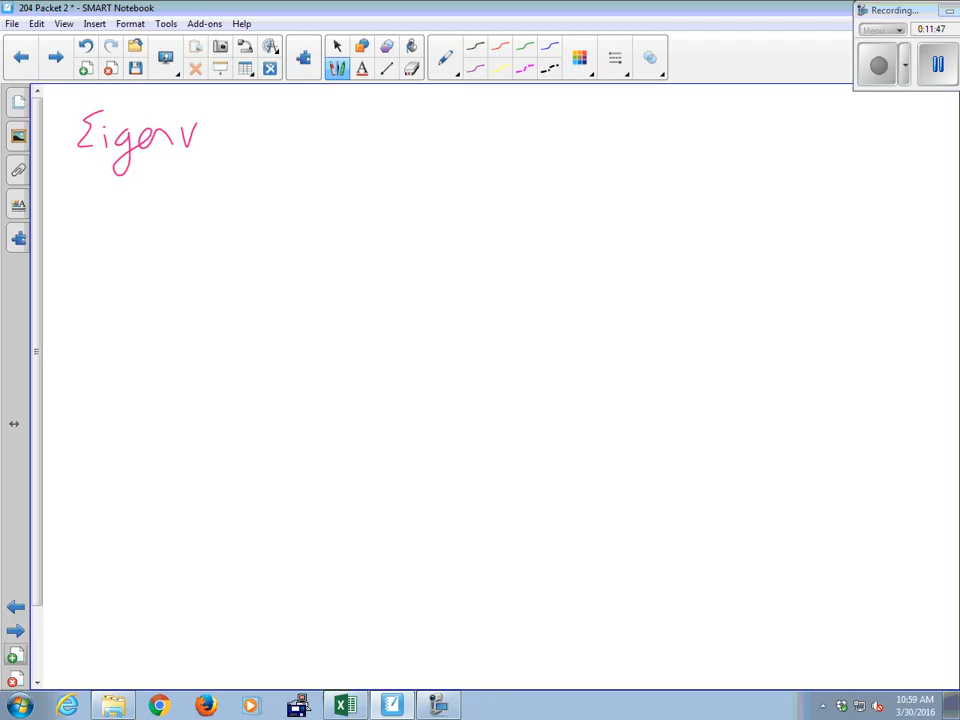 204 Packet 2 * - SMART Notebook
Recording...
File Edit View Insert Format Tools Add-ons Help
Menu
0:11:47
Eigenv
10:59 AM
3/30/2016